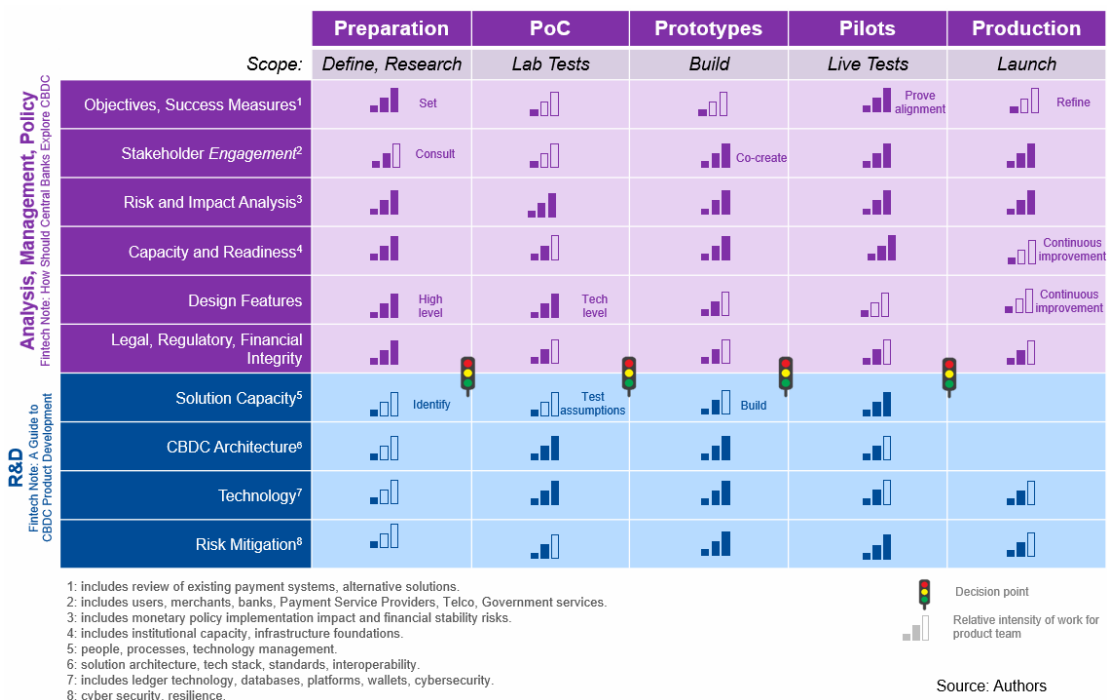 Preparation PoC Prototypes Pilots Production
Scope: Define, Research Lab Tests Build Live Tests Launch
Analysis, Management, Policy
Fintech Note: How Should Central Banks Explore CBDC
Objectives, Success Measures¹ Set Prove Refine
alignment
Stakeholder Engagement² Consult Co-create
Risk and Impact Analysis³
Capacity and Readiness⁴ Continuous
improvement
Design Features High Tech Continuous
level level improvement
Legal, Regulatory, Financial
Integrity
R&D
Fintech Note: A Guide to
CBDC Product Development
Solution Capacity⁵ Identify Test Build
assumptions
CBDC Architecture⁶
Technology⁷
Risk Mitigation⁸
1: includes review of existing payment systems, alternative solutions.
2: includes users, merchants, banks, Payment Service Providers, Telco, Government services.
3: includes monetary policy implementation impact and financial stability risks.
4: includes institutional capacity, infrastructure foundations.
5: people, processes, technology management.
6: solution architecture, tech stack, standards, interoperability.
7: includes ledger technology, databases, platforms, wallets, cybersecurity.
8: cyber security, resilience.
Decision point
Relative intensity of work for
product team
Source: Authors